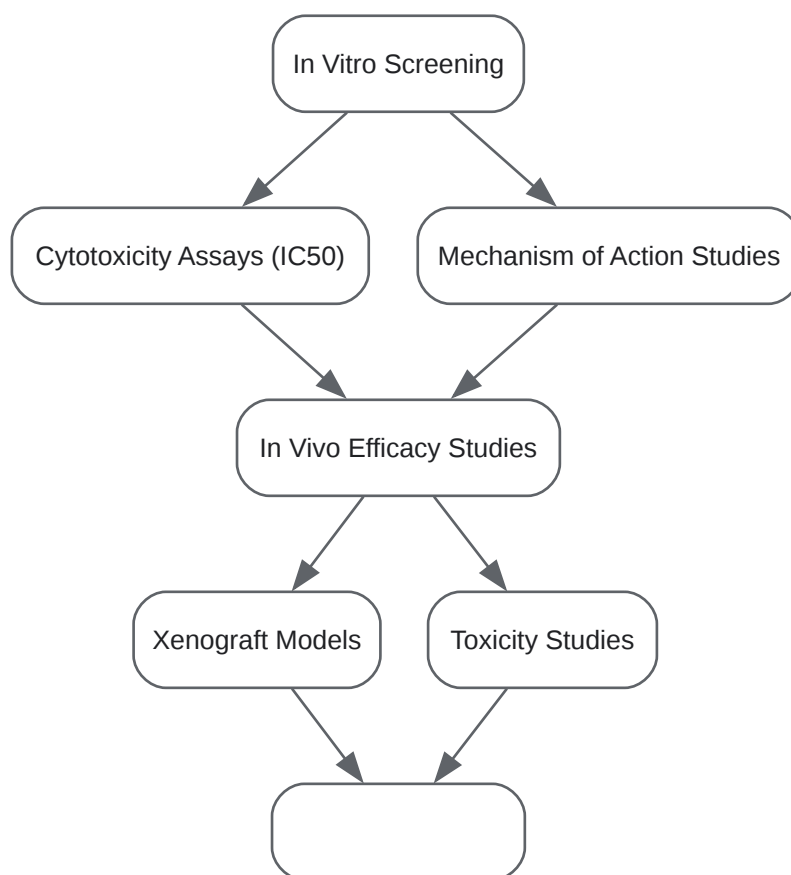 In Vitro Screening
Cytotoxicity Assays (IC50)
Mechanism of Action Studies
In Vivo Efficacy Studies
Xenograft Models
Toxicity Studies